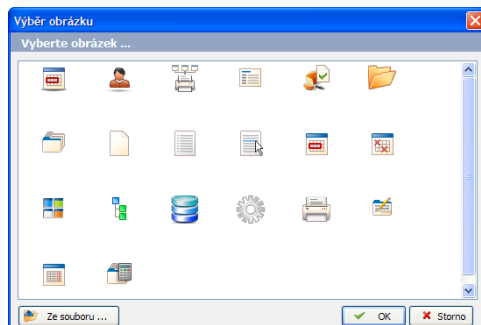 Výběr obrázku
Vyberte obrázek ...
Ze souboru ...
OK
Storno